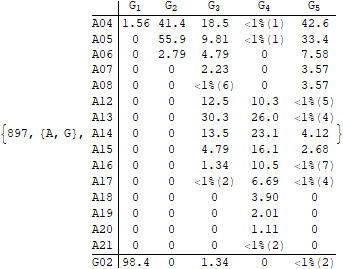 G1 G2 G3 G4 G5
A04 1.56 41.4 18.5 <1%(1) 42.6
A05 0 55.9 9.81 <1%(1) 33.4
A06 0 2.79 4.79 0 7.58
A07 0 0 2.23 0 3.57
A08 0 0 <1%(6) 0 3.57
A12 0 0 12.5 10.3 <1%(5)
A13 0 0 30.3 26.0 <1%(4)
{897, {A, G}, A14 0 0 13.5 23.1 4.12 }
A15 0 0 4.79 16.1 2.68
A16 0 0 1.34 10.5 <1%(7)
A17 0 0 <1%(2) 6.69 <1%(4)
A18 0 0 0 3.90 0
A19 0 0 0 2.01 0
A20 0 0 0 1.11 0
A21 0 0 0 <1%(2) 0
G02 98.4 0 1.34 0 <1%(2)